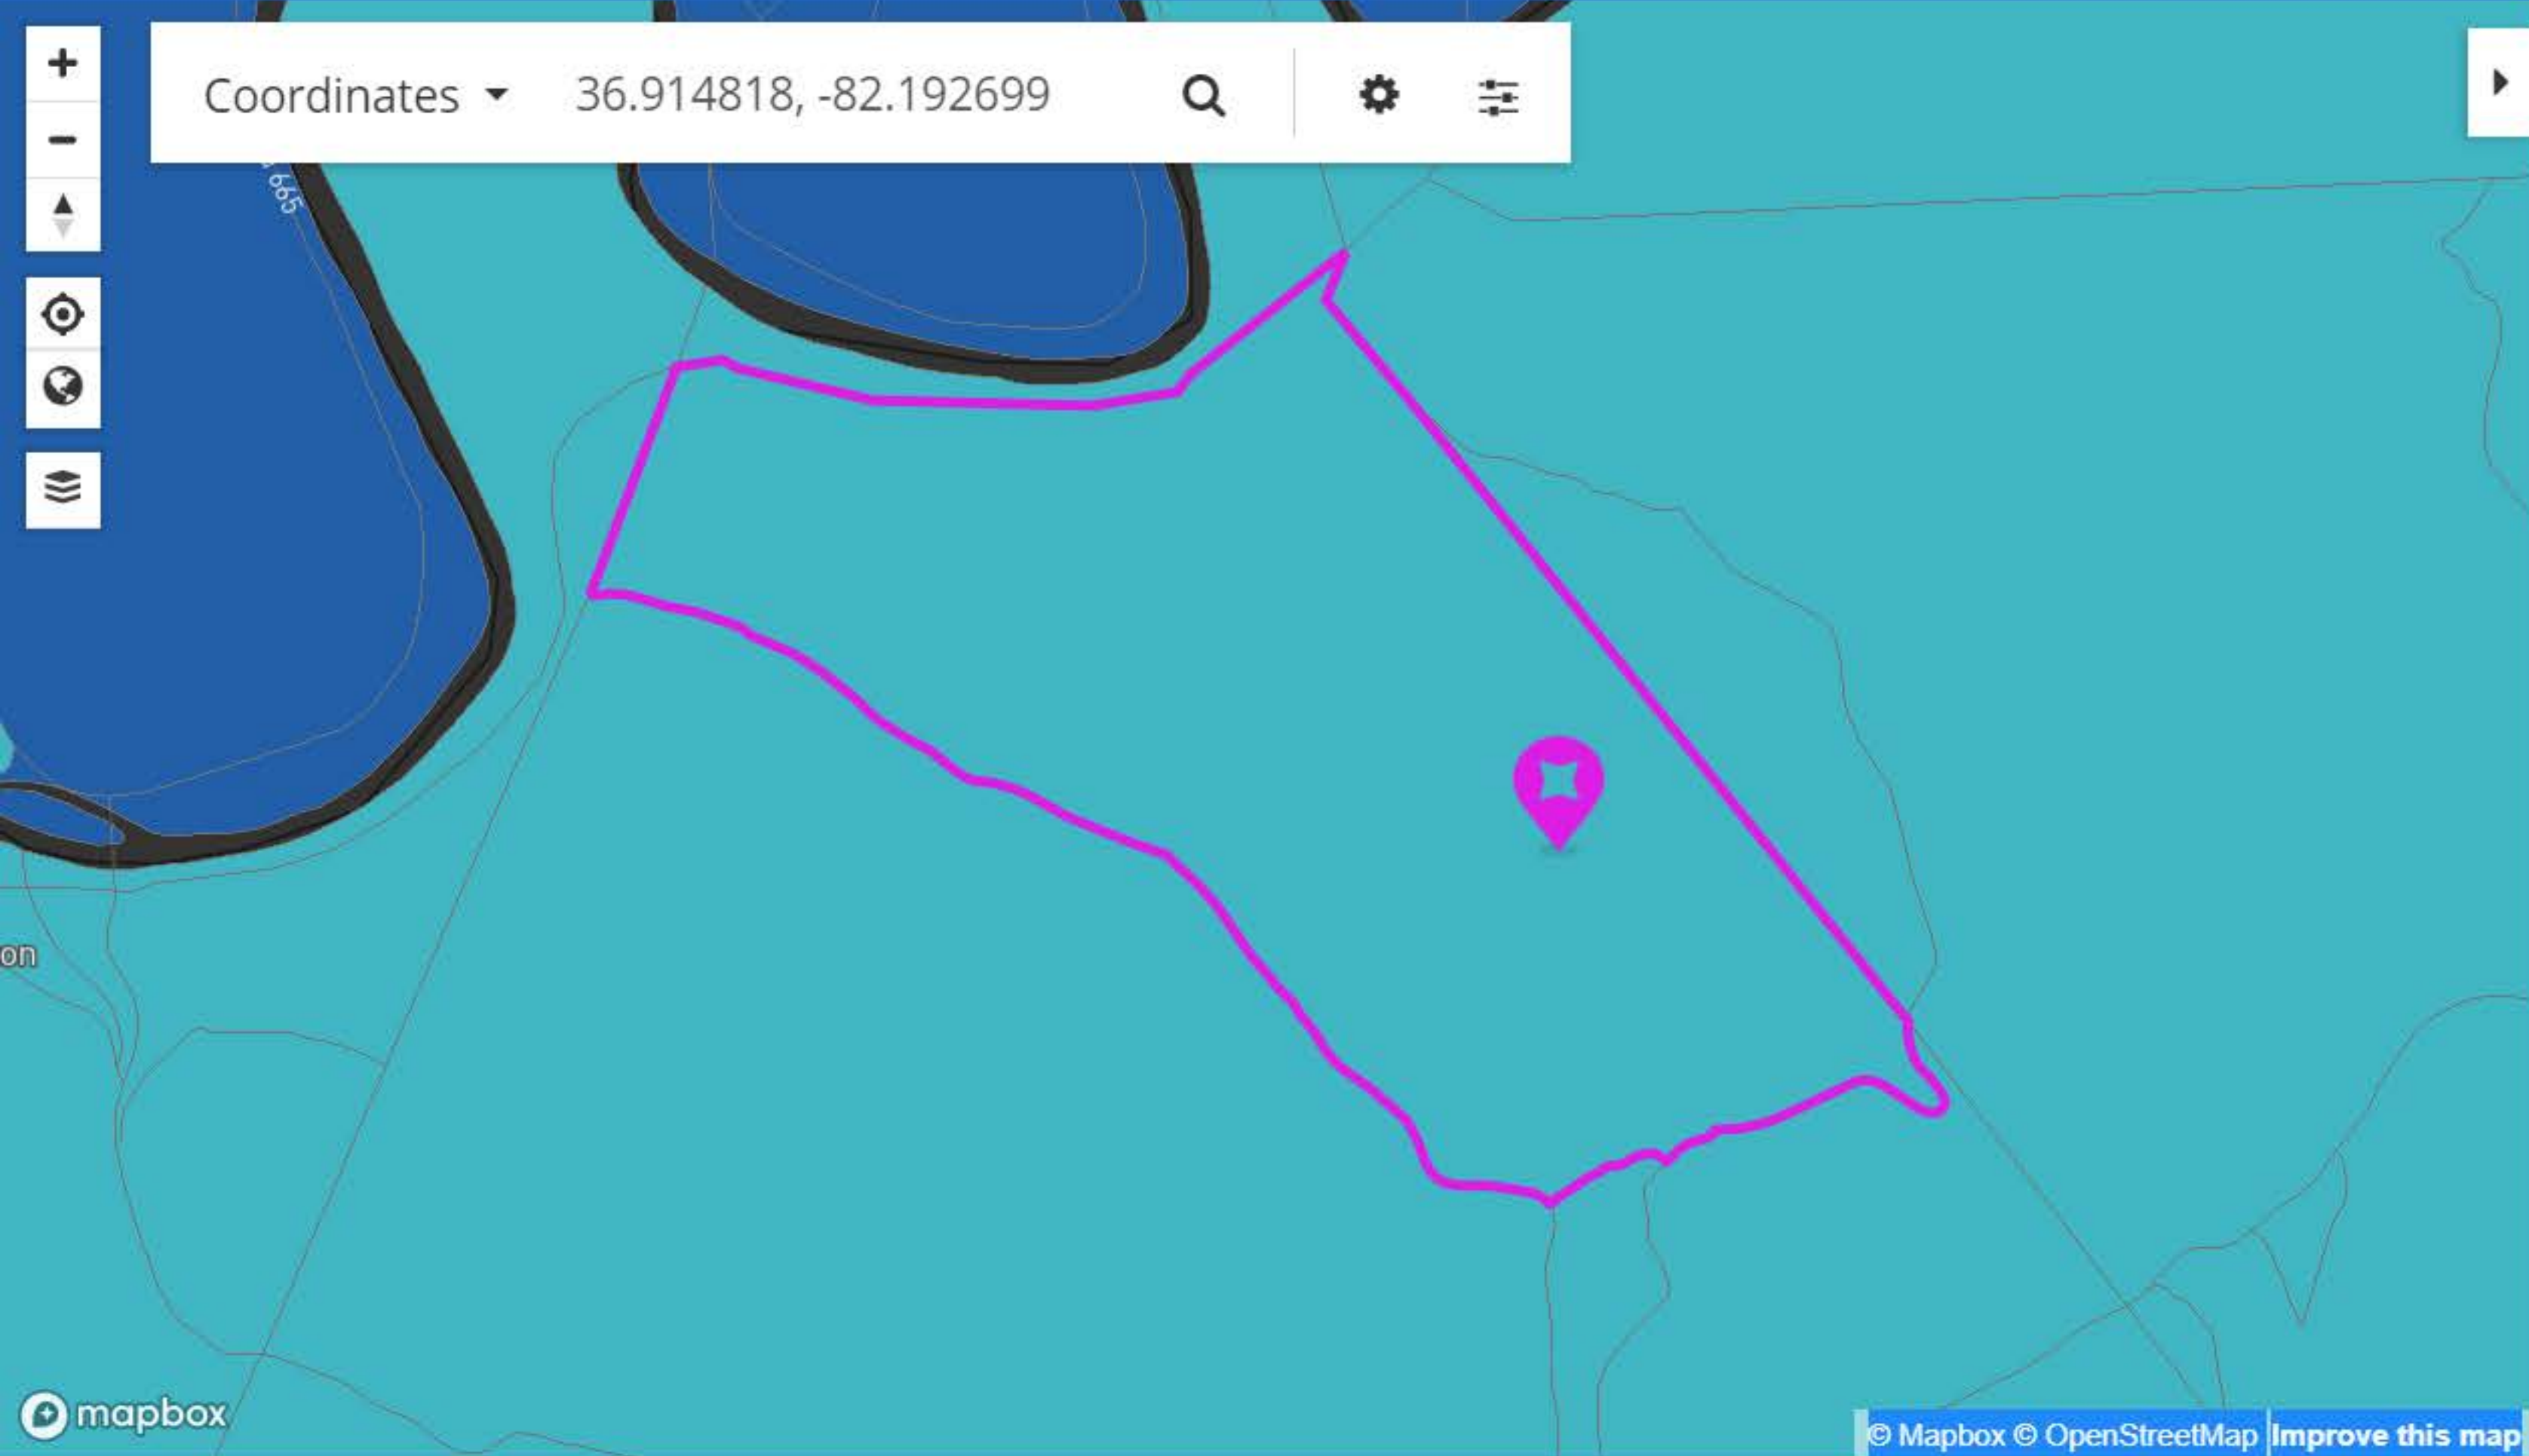 Coordinates 36.914818, -82.192699
665
on
mapbox
© Mapbox © OpenStreetMap Improve this map